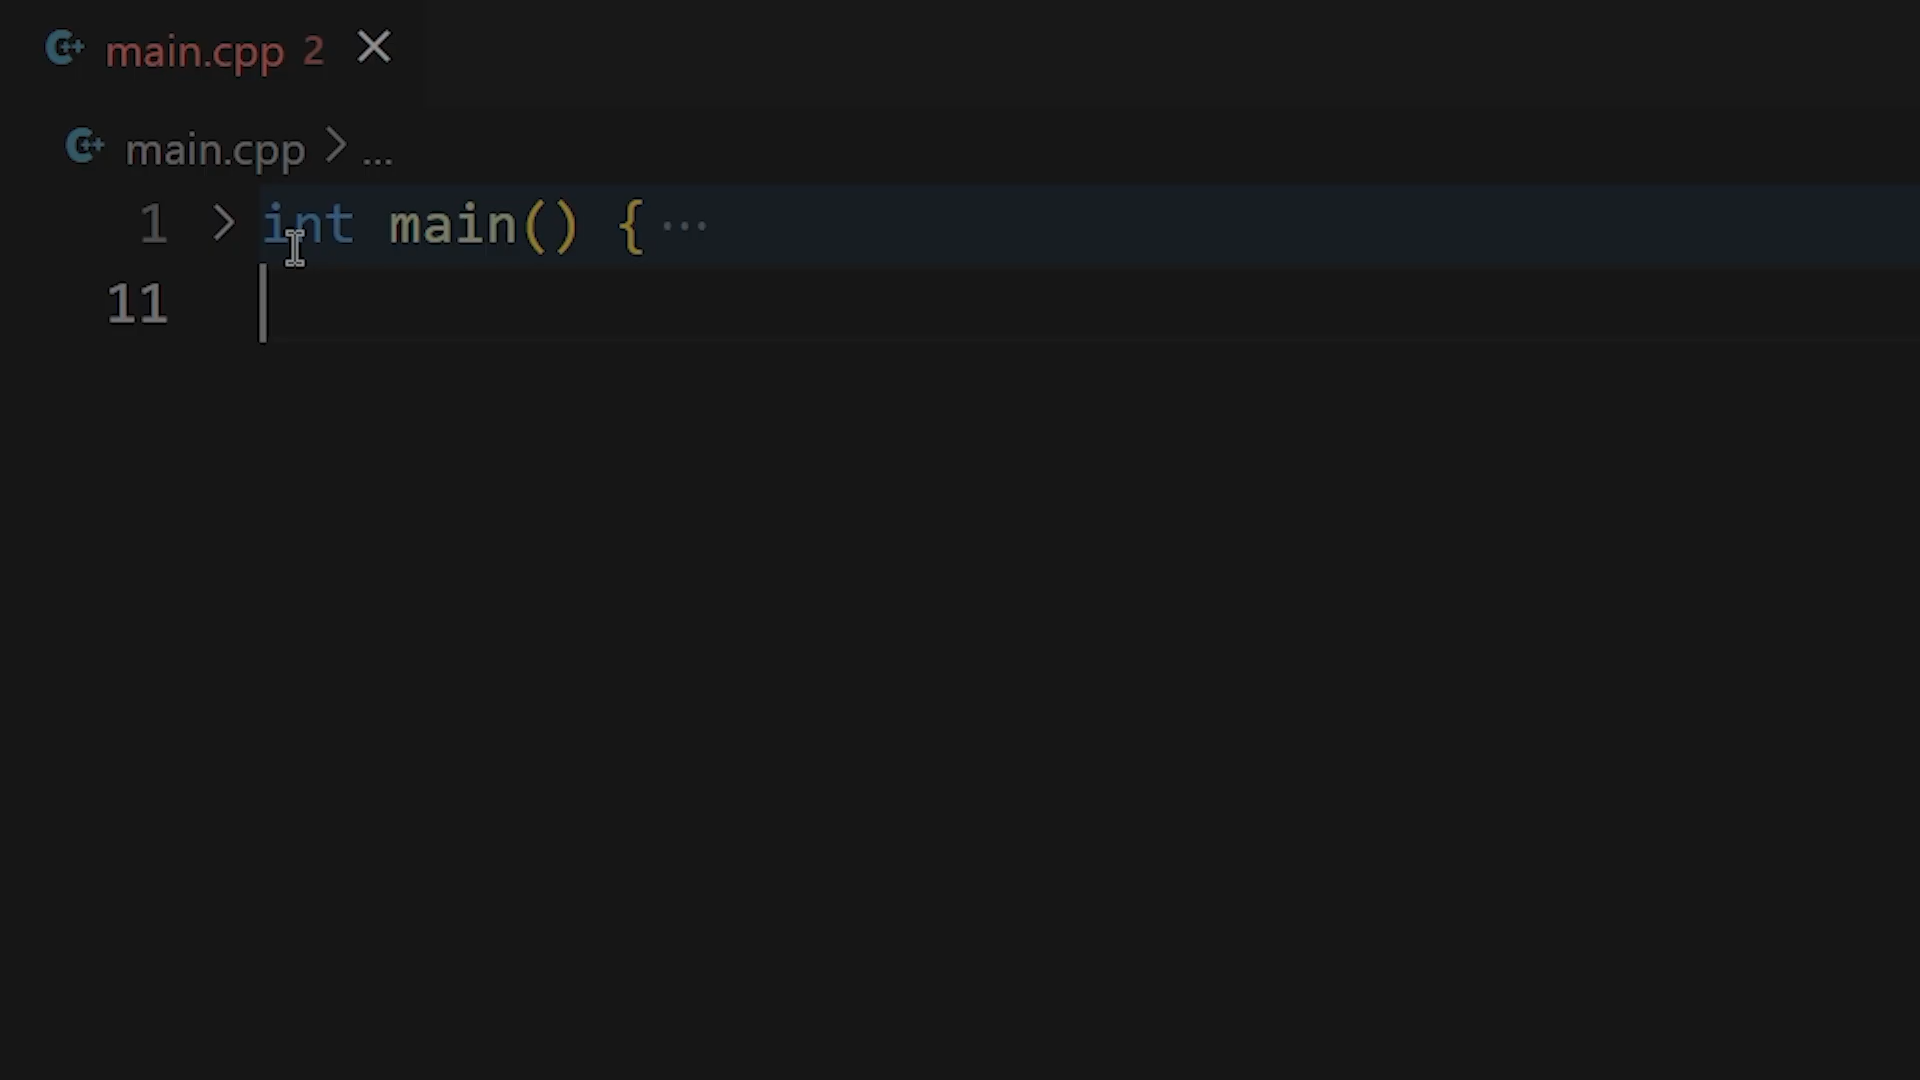 main.cpp 2
main.cpp > ...
1 > int main() { ···
11